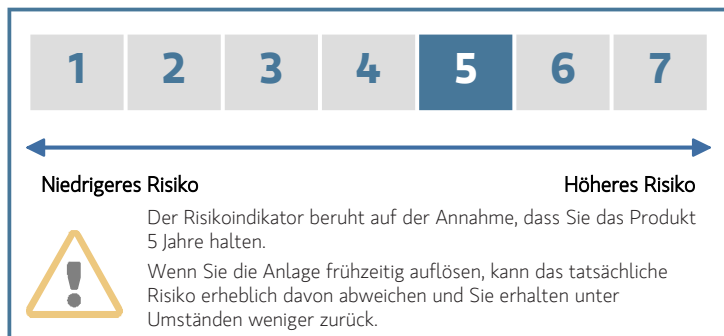 1 2 3 4 5 6 7
Niedrigeres Risiko Höheres Risiko
Der Risikoindikator beruht auf der Annahme, dass Sie das Produkt
5 Jahre halten.
Wenn Sie die Anlage frühzeitig auflösen, kann das tatsächliche
Risiko erheblich davon abweichen und Sie erhalten unter
Umständen weniger zurück.